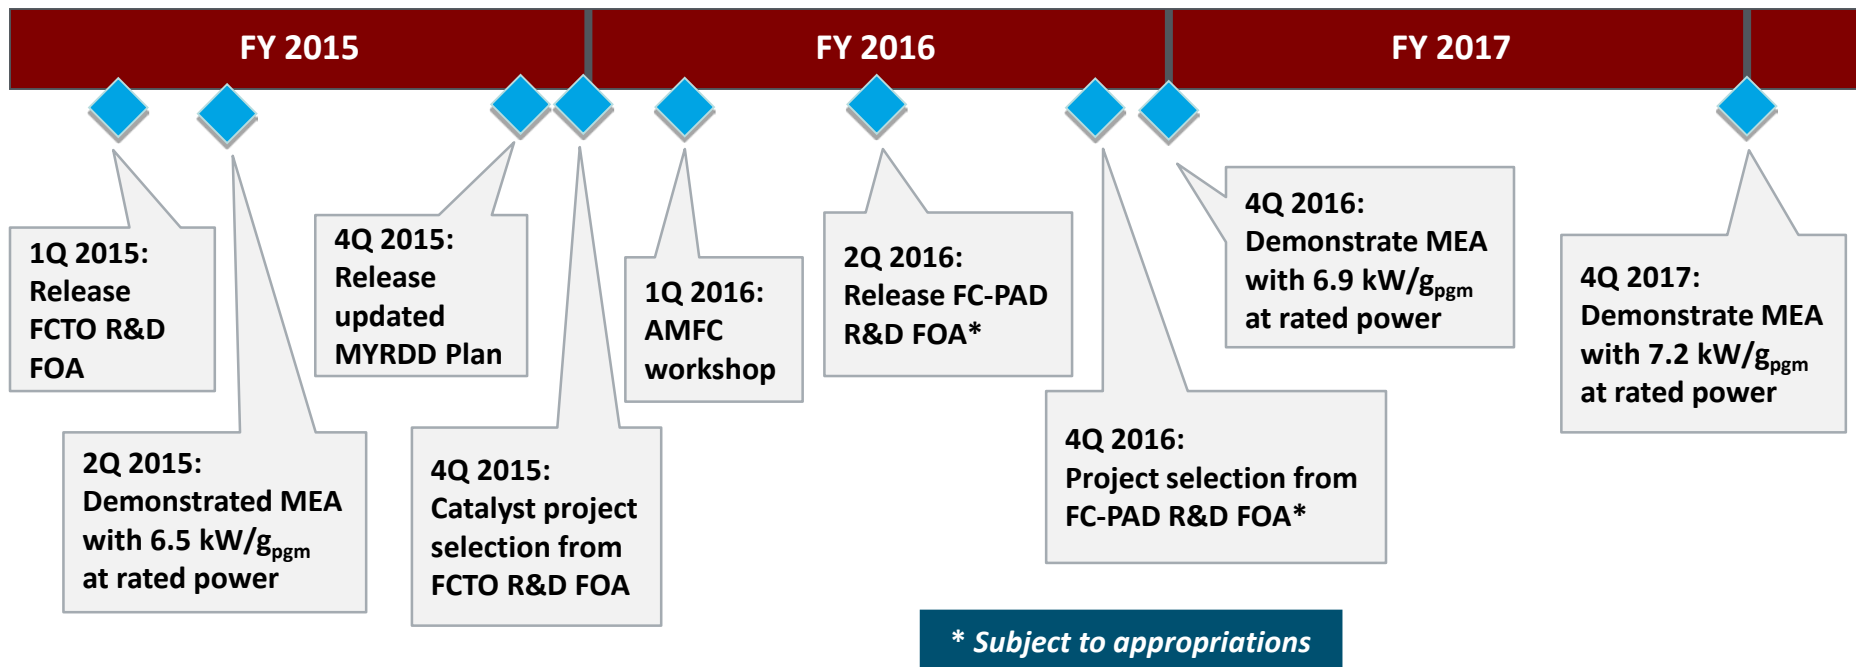 FY 2015
FY 2016
FY 2017
1Q 2015:
Release
FCTO R&D
FOA
2Q 2015:
Demonstrated MEA
with 6.5 kW/gpgm
at rated power
4Q 2015:
Release
updated
MYRDD Plan
4Q 2015:
Catalyst project
selection from
FCTO R&D FOA
1Q 2016:
AMFC
workshop
2Q 2016:
Release FC-PAD
R&D FOA*
4Q 2016:
Project selection from
FC-PAD R&D FOA*
4Q 2016:
Demonstrate MEA
with 6.9 kW/gpgm
at rated power
4Q 2017:
Demonstrate MEA
with 7.2 kW/gpgm
at rated power
* Subject to appropriations